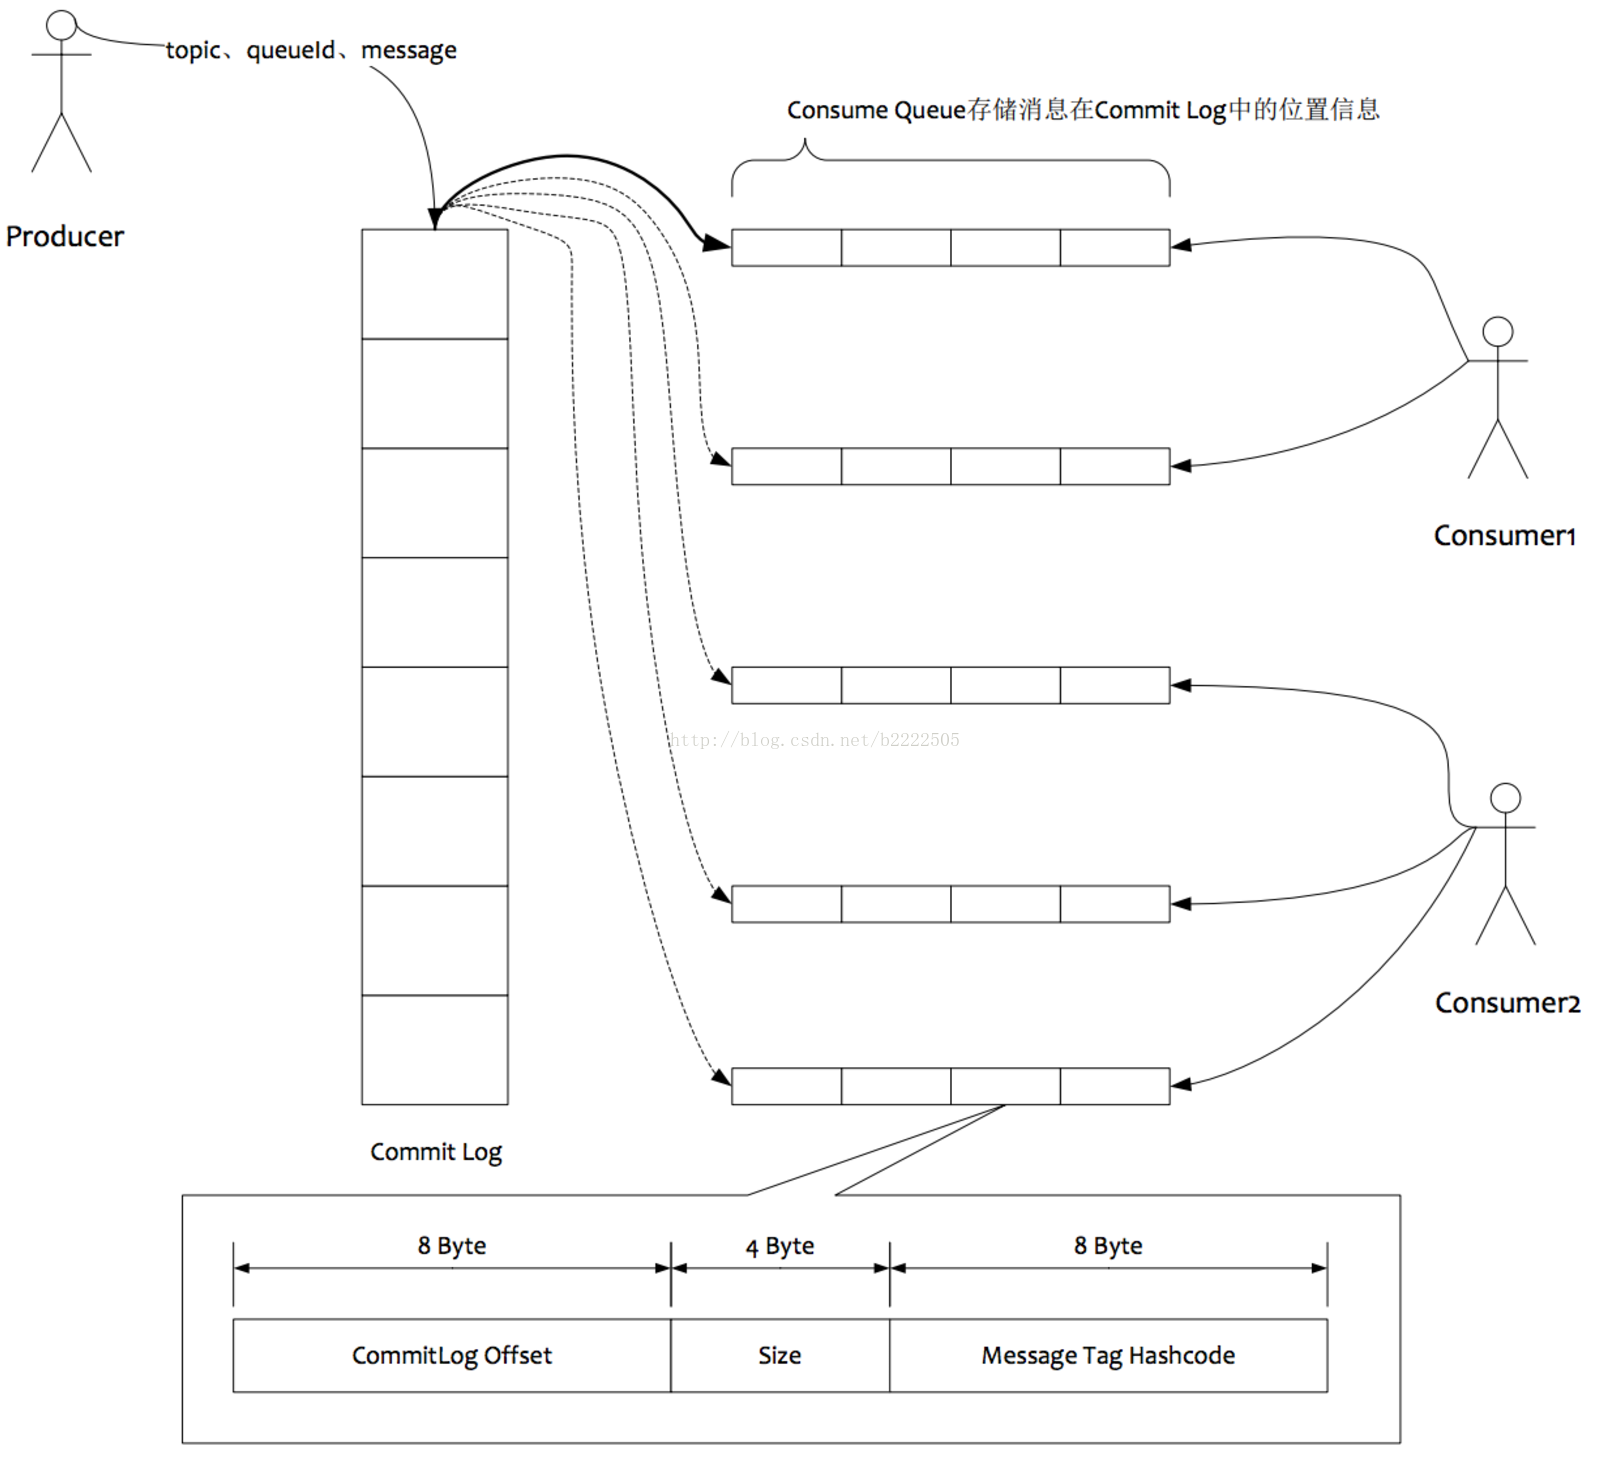 topic、queueId、message
Consume Queue存储消息在Commit Log中的位置信息
Producer
Consumer1
http://blog.csdn.net/b2222505
Consumer2
Commit Log
8 Byte
4 Byte
8 Byte
CommitLog Offset
Size
Message Tag Hashcode